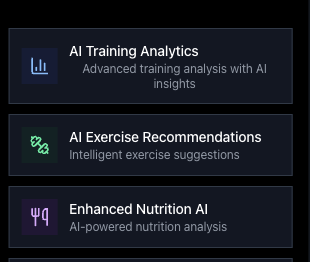 AI Training Analytics
Advanced training analysis with AI
insights
AI Exercise Recommendations
Intelligent exercise suggestions
Enhanced Nutrition AI
AI-powered nutrition analysis